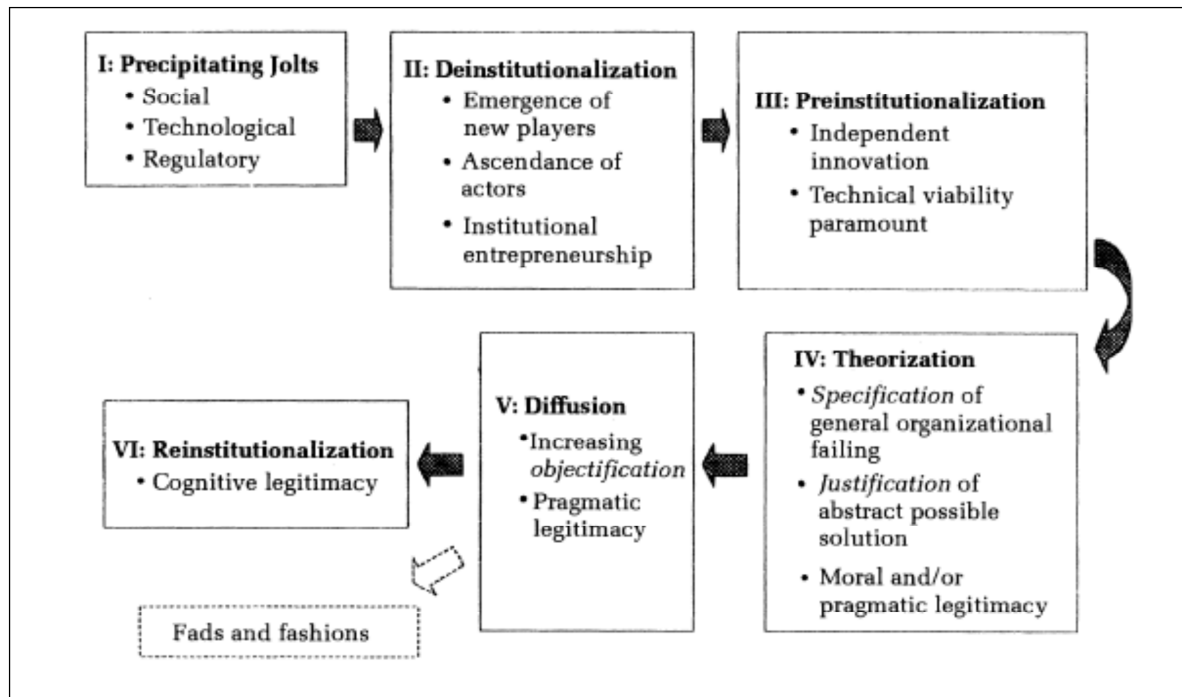 I: Precipitating Jolts
• Social
• Technological
• Regulatory
II: Deinstitutionalization
• Emergence of
new players
• Ascendance of
actors
• Institutional
entrepreneurship
III: Preinstitutionalization
• Independent
innovation
• Technical viability
paramount
IV: Theorization
• Specification of
general organizational
failing
• Justification of
abstract possible
solution
• Moral and/or
pragmatic legitimacy
V: Diffusion
•Increasing
objectification
• Pragmatic
legitimacy
VI: Reinstitutionalization
• Cognitive legitimacy
Fads and fashions